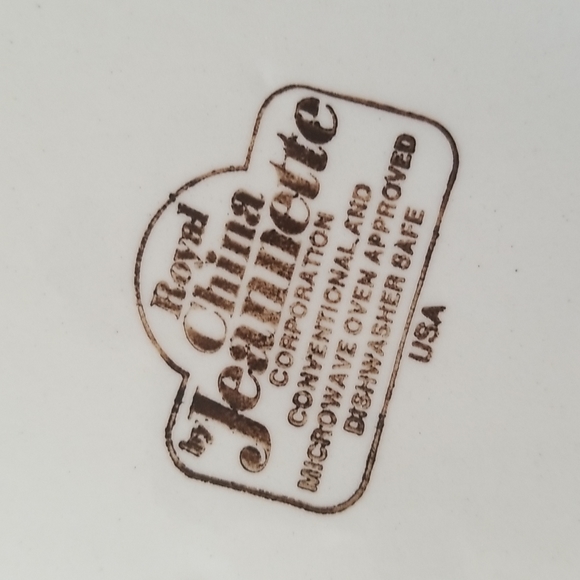 Royal
China
by Jeannette
CORPORATION
CONVENTIONAL AND
MICROWAVE OVEN APPROVED
DISHWASHER SAFE
USA